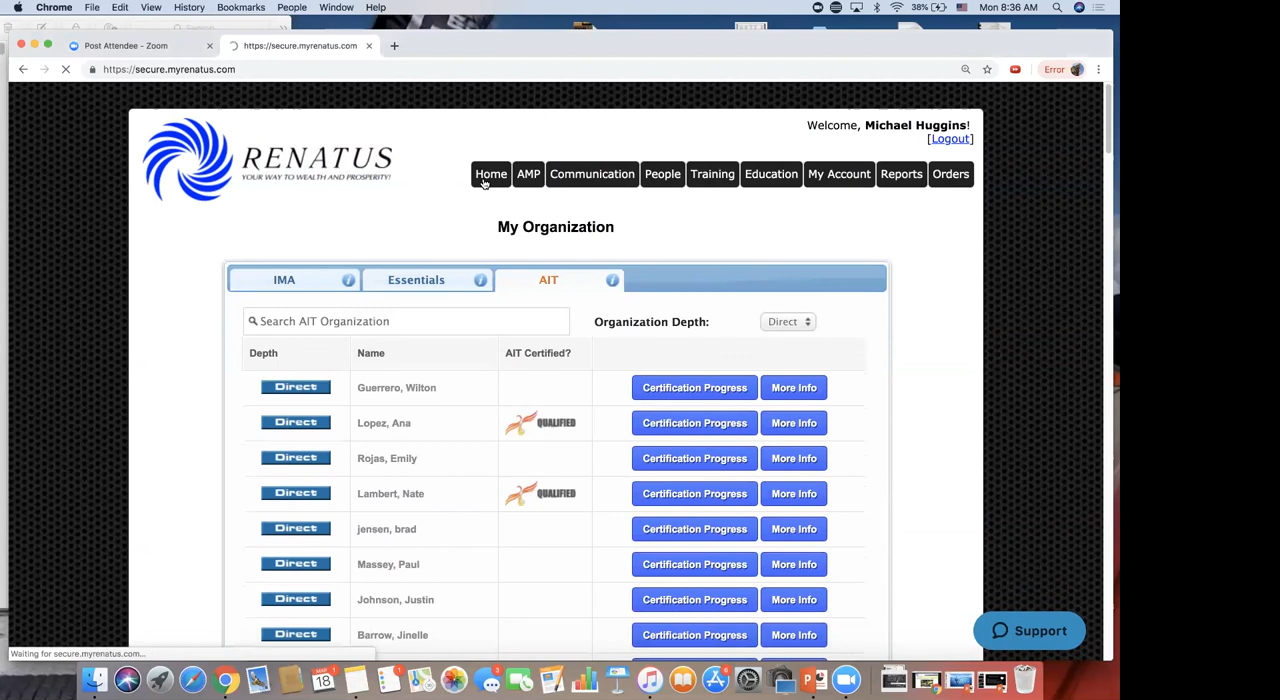 Chrome File Edit View History Bookmarks People Window Help 38% Mon 8:36 AM
Post Attendee - Zoom https://secure.myrenatus.com
https://secure.myrenatus.com Error
Welcome, Michael Huggins!
[Logout]
RENATUS
YOUR WAY TO WEALTH AND PROSPERITY!
Home AMP Communication People Training Education My Account Reports Orders
My Organization
IMA Essentials AIT
Search AIT Organization Organization Depth: Direct
Depth Name AIT Certified?
Direct Guerrero, Wilton Certification Progress More Info
Direct Lopez, Ana QUALIFIED Certification Progress More Info
Direct Rojas, Emily Certification Progress More Info
Direct Lambert, Nate QUALIFIED Certification Progress More Info
Direct jensen, brad Certification Progress More Info
Direct Massey, Paul Certification Progress More Info
Direct Johnson, Justin Certification Progress More Info
Direct Barrow, Jinelle Certification Progress More Info
Support
Waiting for secure.myrenatus.com...
18